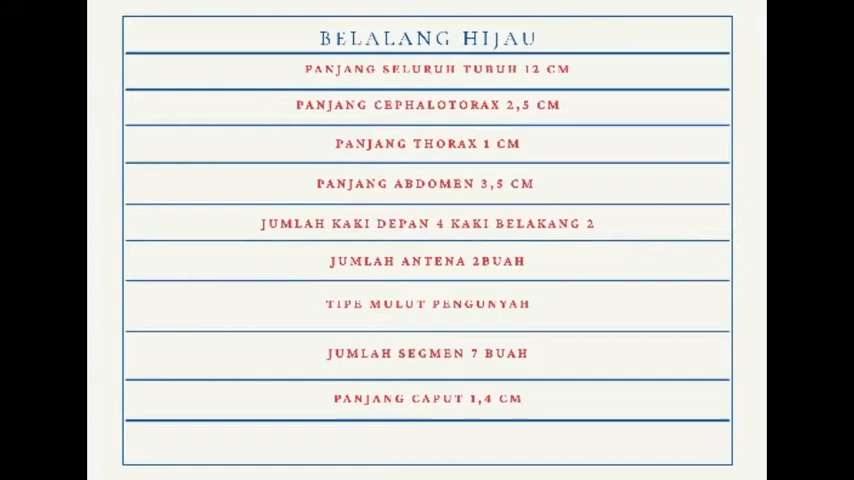 BELALANG HIJAU
PANJANG SELURUH TUBUH 12 CM
PANJANG CEPHALOTORAX 2,5 CM
PANJANG THORAX 1 CM
PANJANG ABDOMEN 3,5 CM
JUMLAH KAKI DEPAN 4 KAKI BELAKANG 2
JUMLAH ANTENA 2BUAH
TIPE MULUT PENGUNYAH
JUMLAH SEGMEN 7 BUAH
PANJANG CAPUT 1,4 CM